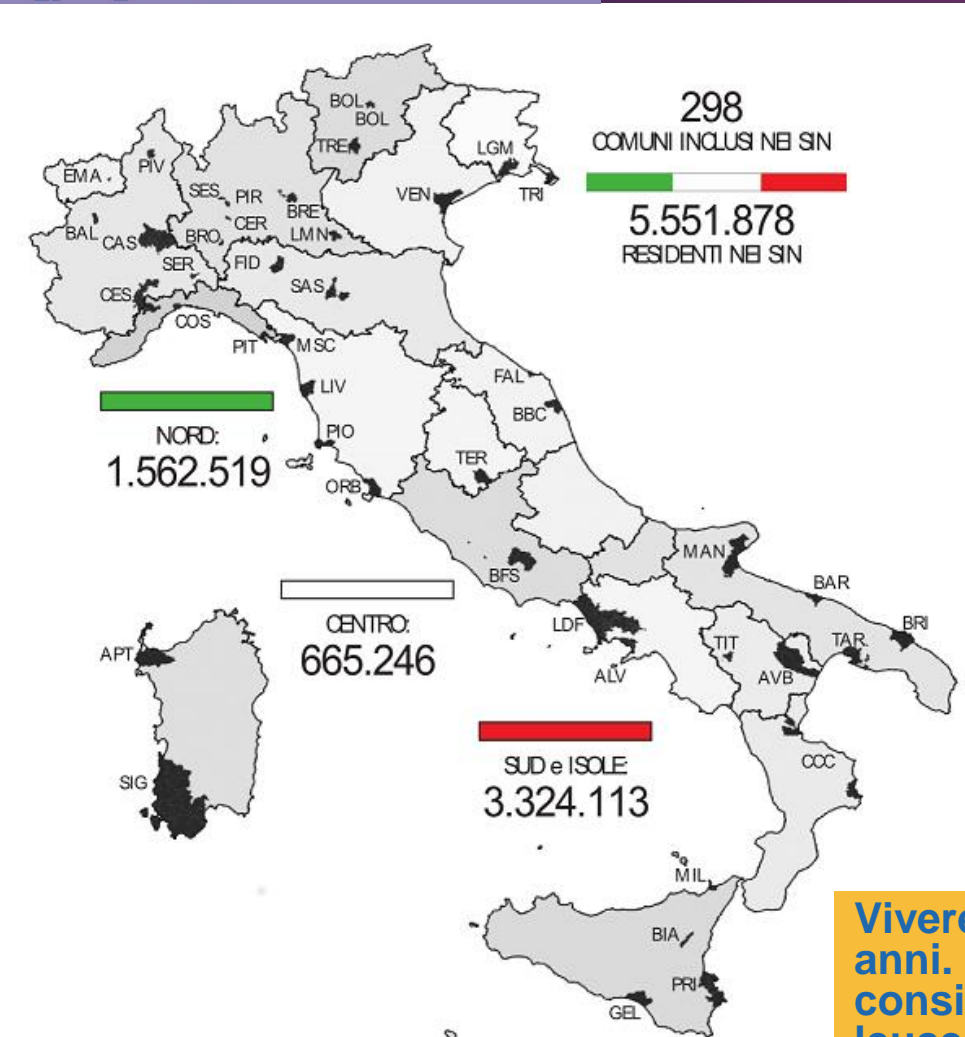 BOL
BOL
TRE
LGM
TRI
VEN
298
COMUNI INCLUSI NEI SIN
5.551.878
RESIDENTI NEI SIN
EMA
PIV
SES
PIR
BRE
CER
LMN
BAL
CAS
BRO
SER
FID
SAS
CES
COS
PIT
MSC
LIV
FAL
BBC
NORD:
1.562.519
PIO
TER
ORB
BFS
MAN
BAR
BRI
CENTRO:
665.246
LDF
ALV
TIT
AVB
TAR
APT
SIG
SUD e ISOLE:
3.324.113
CCC
MIL
BIA
PRI
GEL
Vivere
anni.
consi